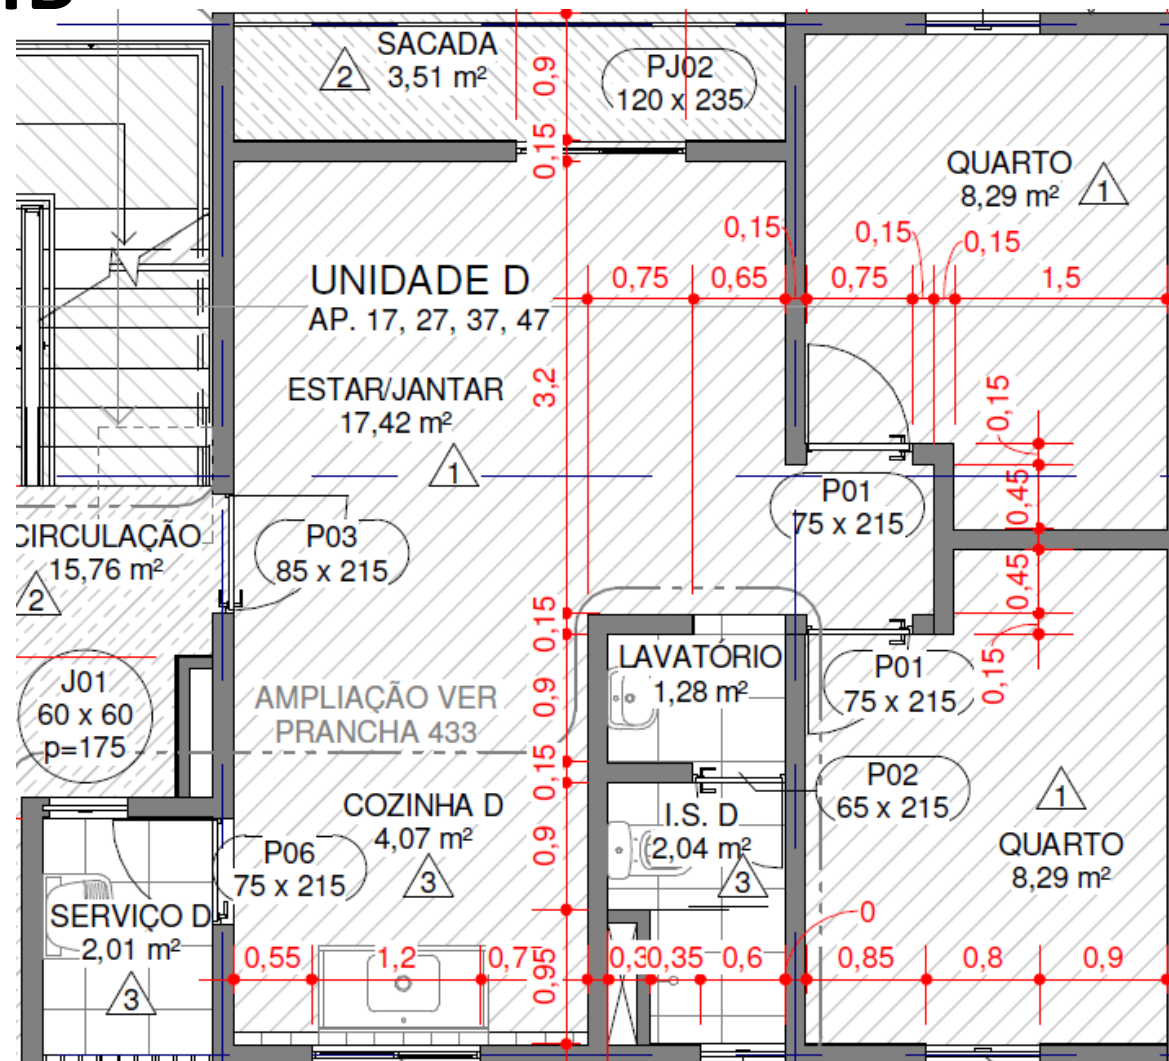 SACADA
3,51 m²
2
PJ02
120 x 235
0,9
0,15
QUARTO
8,29 m²
1
0,15
0,15
0,15
0,75
0,65
0,75
1,5
UNIDADE D
AP. 17, 27, 37, 47
ESTAR/JANTAR
17,42 m²
1
3,2
0,15
0,45
P01
75 x 215
CIRCULAÇÃO
15,76 m²
2
P03
85 x 215
0,45
0,15
0,15
LAVATÓRIO
1,28 m²
P01
75 x 215
J01
60 x 60
p=175
AMPLIAÇÃO VER
PRANCHA 433
0,9
0,15
P02
65 x 215
1
COZINHA D
4,07 m²
3
I.S. D
2,04 m²
3
0,9
P06
75 x 215
QUARTO
8,29 m²
SERVIÇO D
2,01 m²
3
0
0,55
1,2
0,7
0,95
0,3
0,35
0,6
0,85
0,8
0,9